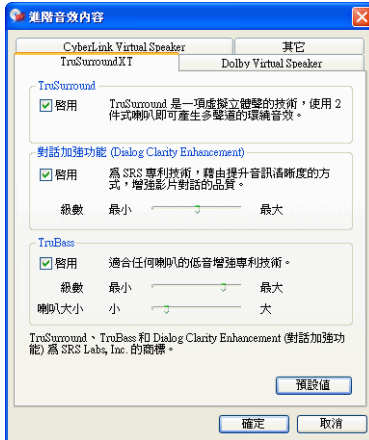 進階音效內容
CyberLink Virtual Speaker 其它
TruSurroundXT Dolby Virtual Speaker
TruSurround
啓用 TruSurround 是一項虛擬立體聲的技術，使用 2
件式喇叭即可產生多聲道的環繞音效。
對話加強功能 (Dialog Clarity Enhancement)
啓用 爲 SRS 專利技術，藉由提升音訊清晰度的方
式，增強影片對話的品質。
級數 最小 最大
TruBass
啓用 適合任何喇叭的低音增強專利技術。
級數 最小 最大
喇叭大小 小 大
TruSurround、TruBass 和 Dialog Clarity Enhancement (對話加強功
能) 爲 SRS Labs, Inc. 的商標。
預設値
確定 取消